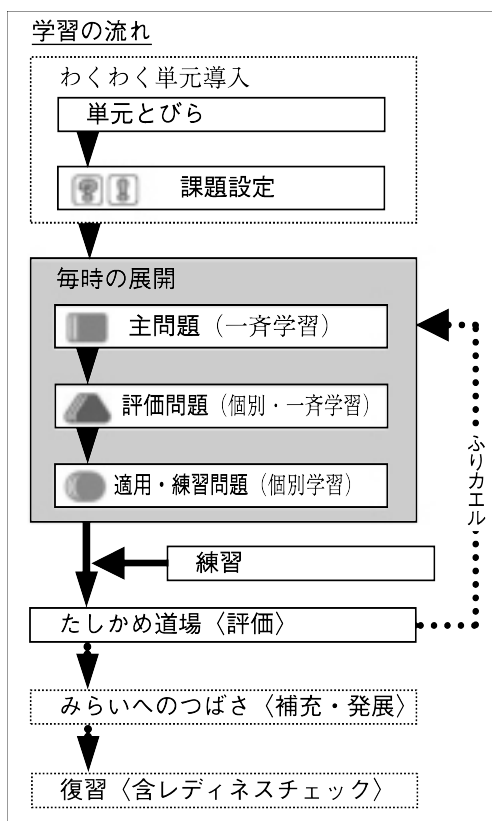 学習の流れ
わくわく単元導入
単元とびら
? ! 課題設定
毎時の展開
主問題（一斉学習）
評価問題（個別・一斉学習）
適用・練習問題（個別学習）
練習
ふりカエル
たしかめ道場〈評価〉
みらいへのつばさ〈補充・発展〉
復習〈含レディネスチェック〉